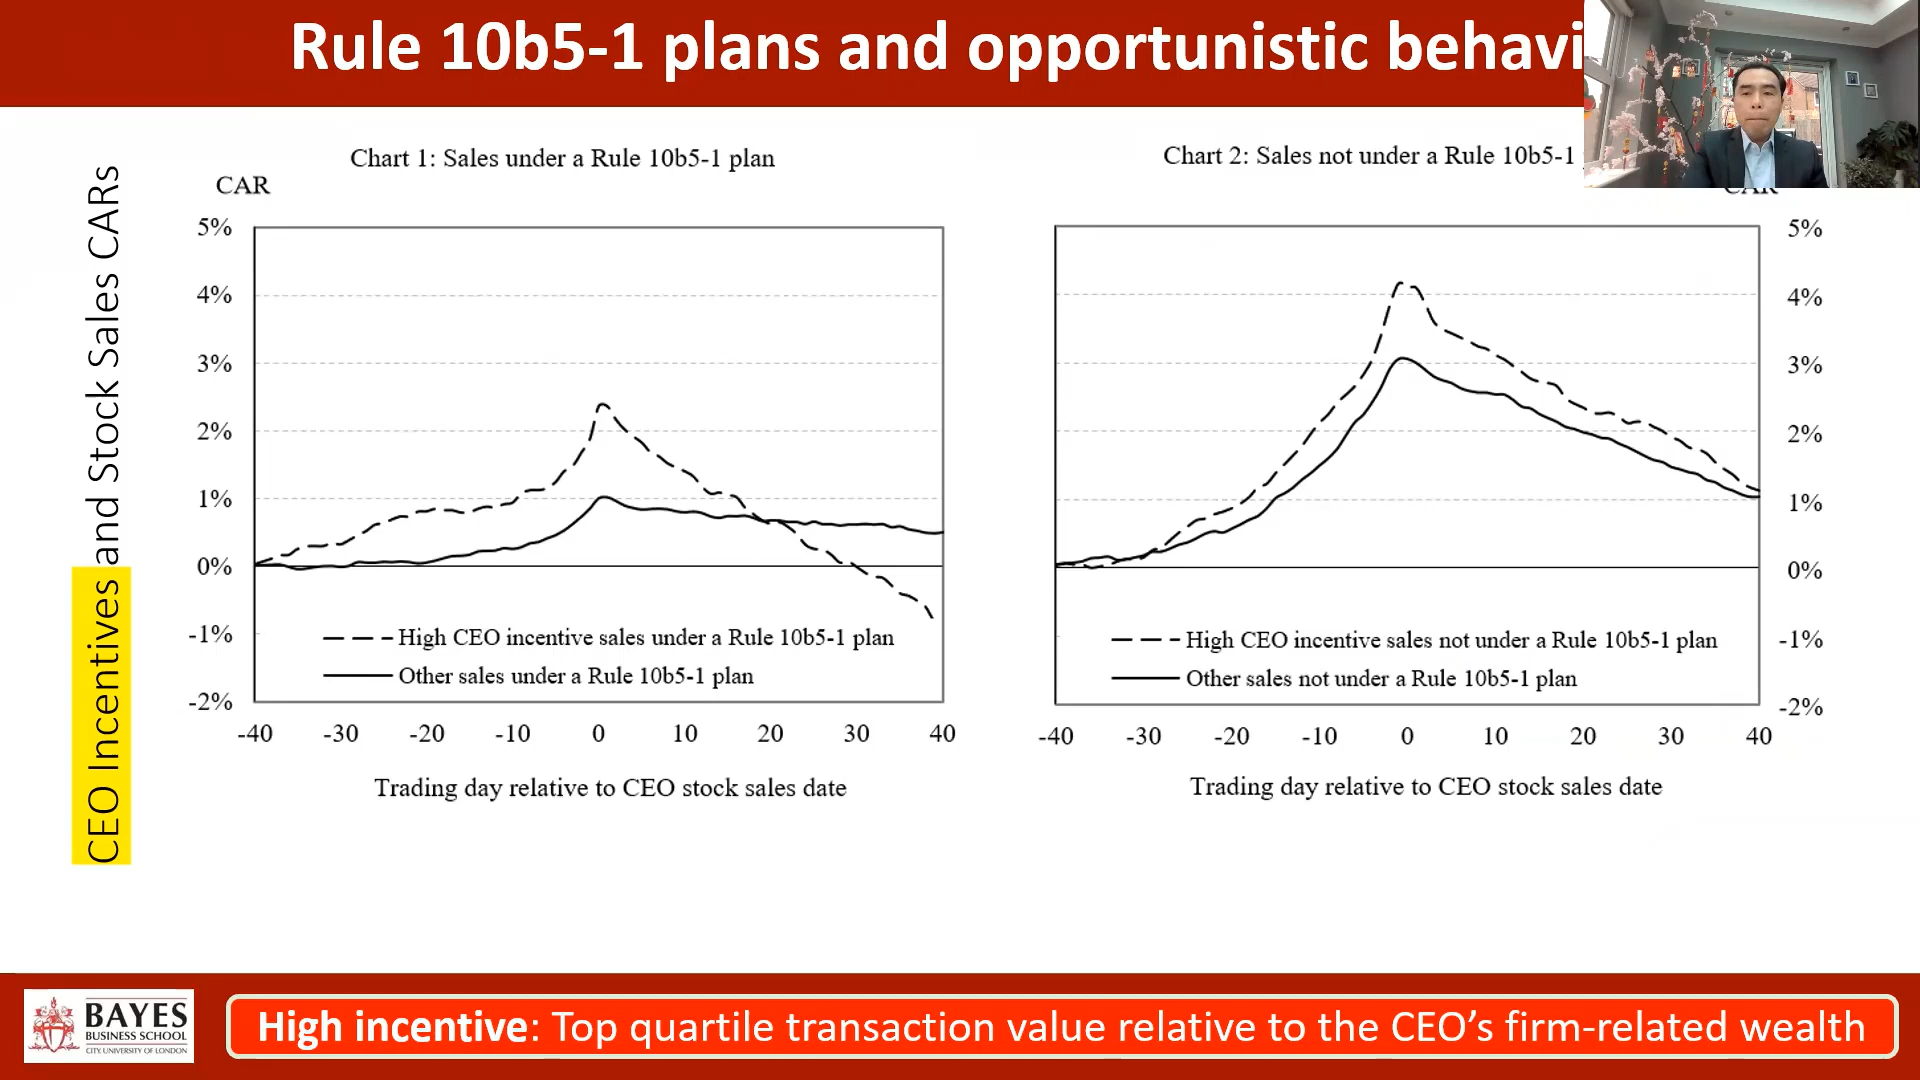 Rule 10b5-1 plans and opportunistic behavi
CEO Incentives and Stock Sales CARs
Chart 1: Sales under a Rule 10b5-1 plan
CAR
5%
4%
3%
2%
1%
0%
-1%
-2%
High CEO incentive sales under a Rule 10b5-1 plan
Other sales under a Rule 10b5-1 plan
-40 -30 -20 -10 0 10 20 30 40
Trading day relative to CEO stock sales date
Chart 2: Sales not under a Rule 10b5-1
CAR
5%
4%
3%
2%
1%
0%
-1%
-2%
High CEO incentive sales not under a Rule 10b5-1 plan
Other sales not under a Rule 10b5-1 plan
-40 -30 -20 -10 0 10 20 30 40
Trading day relative to CEO stock sales date
BAYES
BUSINESS SCHOOL
CITY, UNIVERSITY OF LONDON
High incentive: Top quartile transaction value relative to the CEO’s firm-related wealth